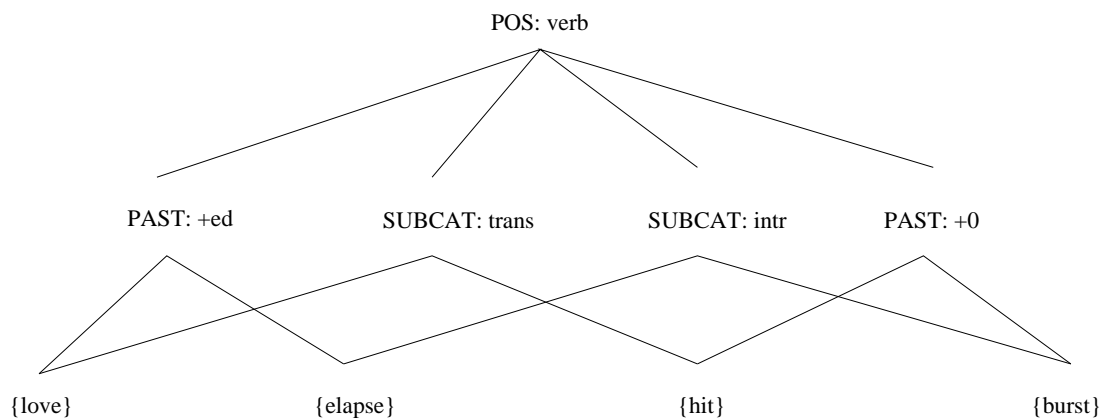 POS: verb
PAST: +ed SUBCAT: trans SUBCAT: intr PAST: +0
{love} {elapse} {hit} {burst}